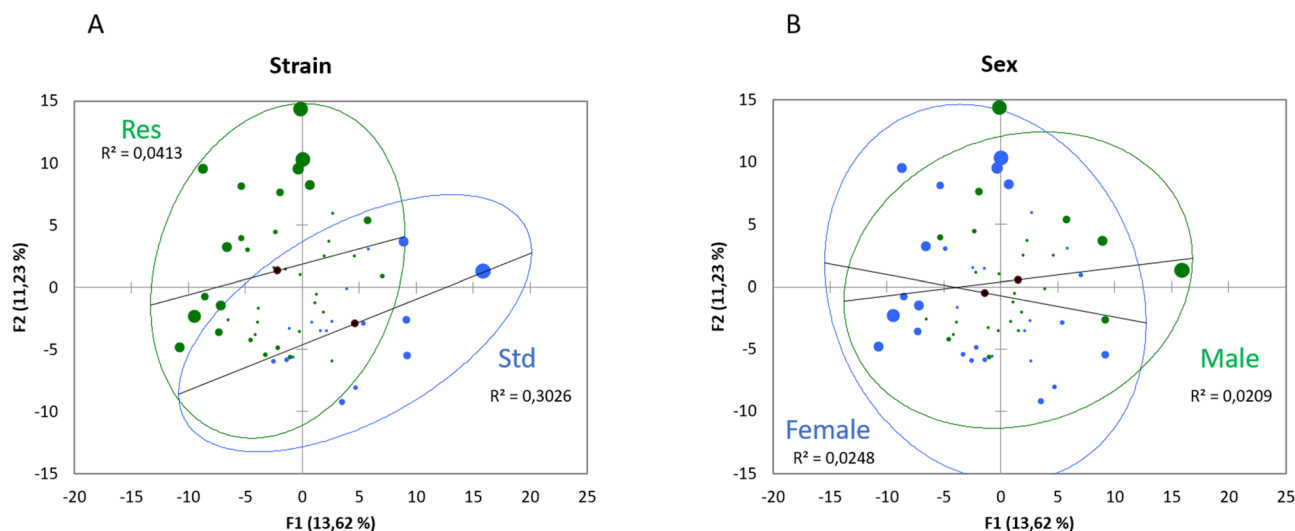 A
Strain
15
10
5
0
-5
-10
-15
F2 (11,23 %)
Res
R² = 0,0413
Std
R² = 0,3026
-20
-15
-10
-5
0
5
10
15
20
25
F1 (13,62 %)
B
Sex
15
10
5
0
-5
-10
-15
F2 (11,23 %)
Male
R² = 0,0209
Female
R² = 0,0248
-20
-15
-10
-5
0
5
10
15
20
25
F1 (13,62 %)